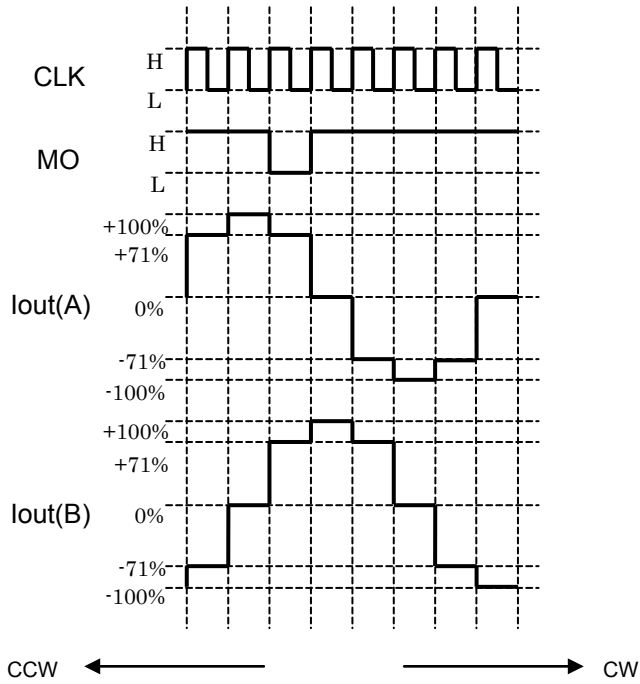 CLK
H
L
MO
H
L
Iout(A)
+100%
+71%
0%
-71%
-100%
Iout(B)
+100%
+71%
0%
-71%
-100%
CCW
CW